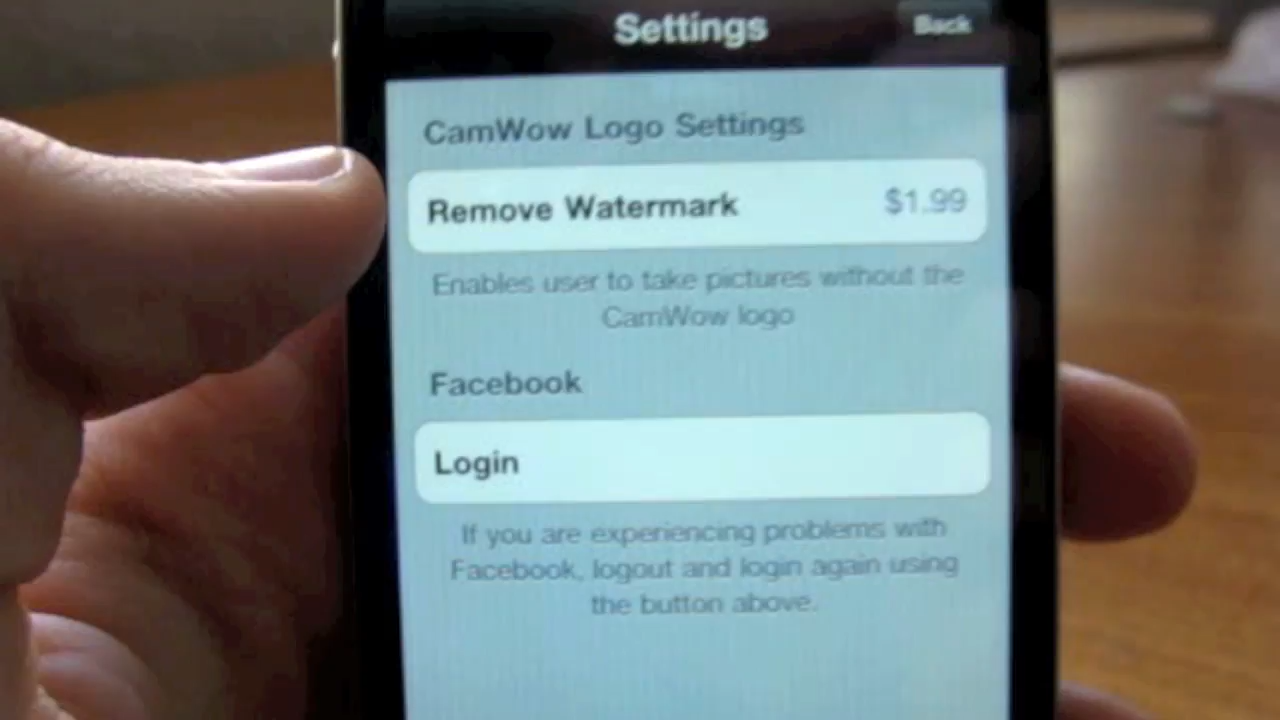 Settings
Back
CamWow Logo Settings
Remove Watermark $1.99
Enables user to take pictures without the
CamWow logo
Facebook
Login
If you are experiencing problems with
Facebook, logout and login again using
the button above.